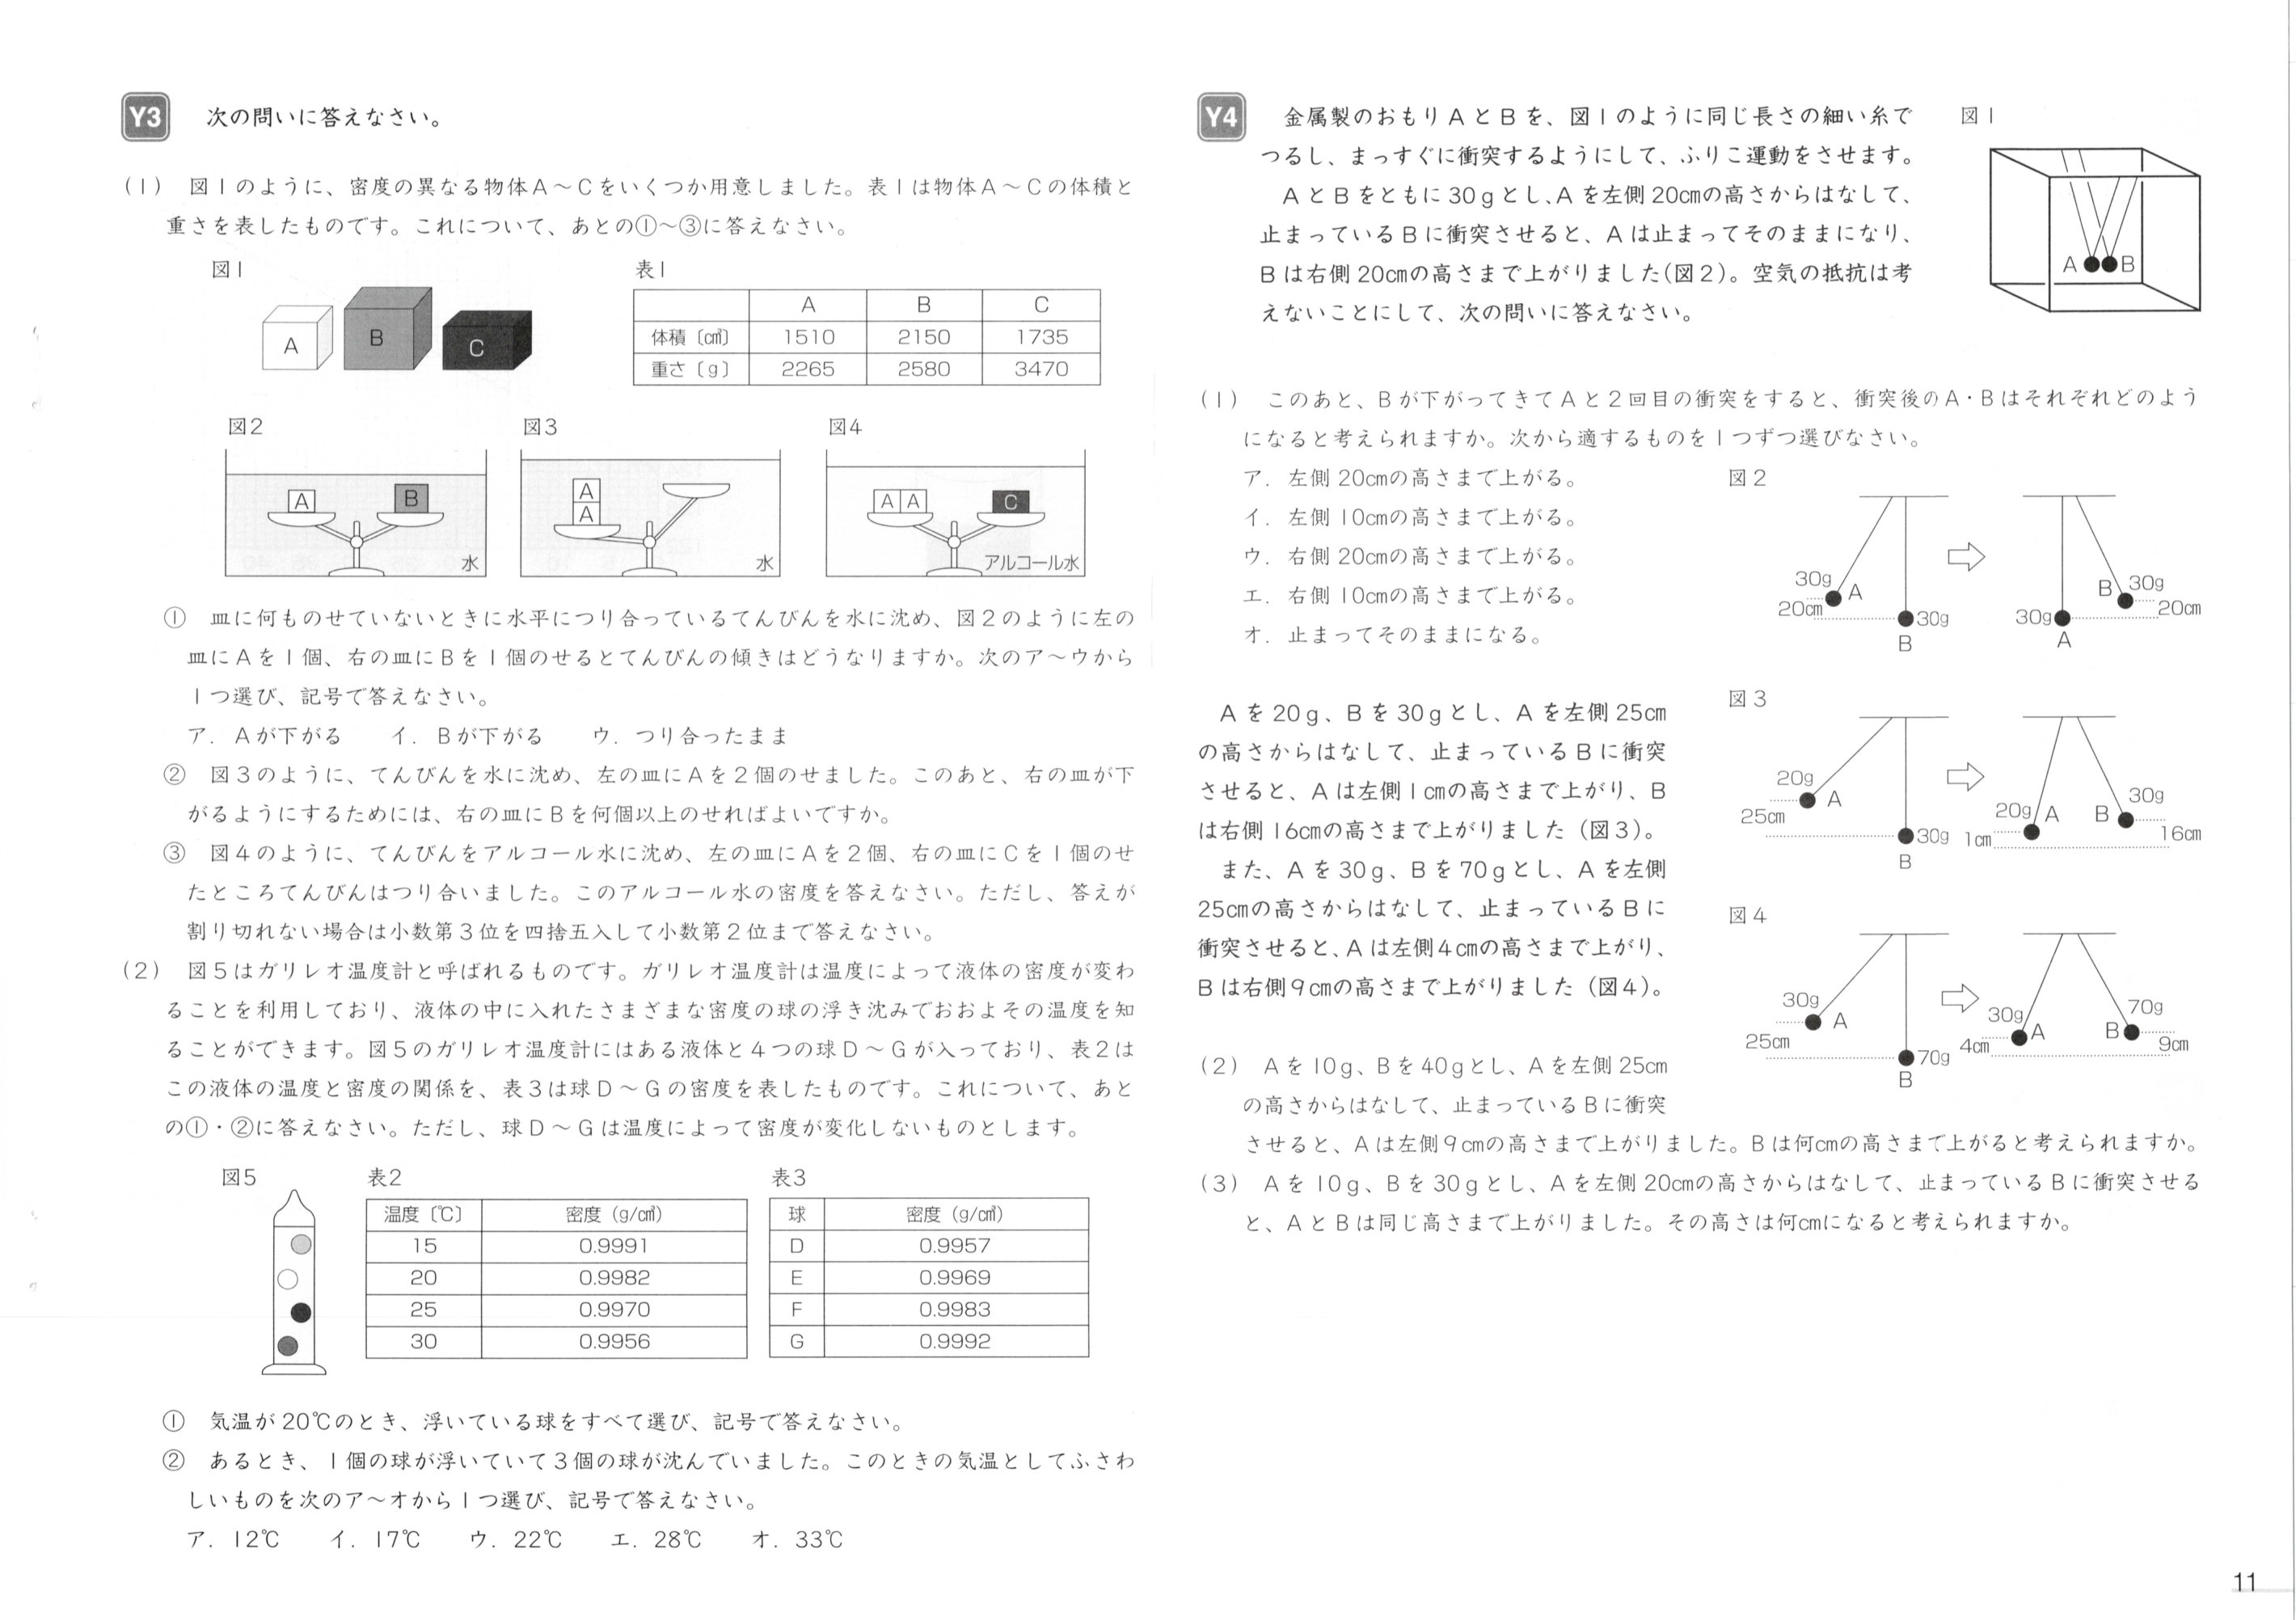 Y3 次の問いに答えなさい。
(1) 図1のように、密度の異なる物体A～Cをいくつか用意しました。表1は物体A～Cの体積と
重さを表したものです。これについて、あとの①～③に答えなさい。
図1
A
B
C
表1
A B C
体積〔㎤〕 1510 2150 1735
重さ〔g〕 2265 2580 3470
図2
A
B
水
図3
A
A
水
図4
A A
C
アルコール水
① 皿に何ものせていないときに水平につり合っているてんびんを水に沈め、図2のように左の
皿にAを1個、右の皿にBを1個のせるとてんびんの傾きはどうなりますか。次のア～ウから
1つ選び、記号で答えなさい。
ア．Aが下がる イ．Bが下がる ウ．つり合ったまま
② 図3のように、てんびんを水に沈め、左の皿にAを2個のせました。このあと、右の皿が下
がるようにするためには、右の皿にBを何個以上のせればよいですか。
③ 図4のように、てんびんをアルコール水に沈め、左の皿にAを2個、右の皿にCを1個のせ
たところてんびんはつり合いました。このアルコール水の密度を答えなさい。ただし、答えが
割り切れない場合は小数第3位を四捨五入して小数第2位まで答えなさい。
(2) 図5はガリレオ温度計と呼ばれるものです。ガリレオ温度計は温度によって液体の密度が変わ
ることを利用しており、液体の中に入れたさまざまな密度の球の浮き沈みでおおよその温度を知
ることができます。図5のガリレオ温度計にはある液体と4つの球D～Gが入っており、表2は
この液体の温度と密度の関係を、表3は球D～Gの密度を表したものです。これについて、あと
の①・②に答えなさい。ただし、球D～Gは温度によって密度が変化しないものとします。
図5
表2
温度〔℃〕 密度（g/㎤）
15 0.9991
20 0.9982
25 0.9970
30 0.9956
表3
球 密度（g/㎤）
D 0.9957
E 0.9969
F 0.9983
G 0.9992
① 気温が20℃のとき、浮いている球をすべて選び、記号で答えなさい。
② あるとき、1個の球が浮いていて3個の球が沈んでいました。このときの気温としてふさわ
しいものを次のア～オから1つ選び、記号で答えなさい。
ア．12℃ イ．17℃ ウ．22℃ エ．28℃ オ．33℃
Y4 金属製のおもりAとBを、図1のように同じ長さの細い糸で
つるし、まっすぐに衝突するようにして、ふりこ運動をさせます。
AとBをともに30gとし、Aを左側20㎝の高さからはなして、
止まっているBに衝突させると、Aは止まってそのままになり、
Bは右側20㎝の高さまで上がりました(図2)。空気の抵抗は考
えないことにして、次の問いに答えなさい。
図1
A B
(1) このあと、Bが下がってきてAと2回目の衝突をすると、衝突後のA・Bはそれぞれどのよう
になると考えられますか。次から適するものを1つずつ選びなさい。
ア．左側20㎝の高さまで上がる。
イ．左側10㎝の高さまで上がる。
ウ．右側20㎝の高さまで上がる。
エ．右側10㎝の高さまで上がる。
オ．止まってそのままになる。
図2
30g A
20㎝
30g
B
30g
A
B 30g
20㎝
Aを20g、Bを30gとし、Aを左側25㎝
の高さからはなして、止まっているBに衝突
させると、Aは左側1㎝の高さまで上がり、B
は右側16㎝の高さまで上がりました（図3）。
また、Aを30g、Bを70gとし、Aを左側
25㎝の高さからはなして、止まっているBに
衝突させると、Aは左側4㎝の高さまで上がり、
Bは右側9㎝の高さまで上がりました（図4）。
図3
20g
A
25㎝
30g
B
20g A
1㎝
B 30g
16㎝
図4
30g
A
25㎝
70g
B
30g A
4㎝
B 70g
9㎝
(2) Aを10g、Bを40gとし、Aを左側25㎝
の高さからはなして、止まっているBに衝突
させると、Aは左側9㎝の高さまで上がりました。Bは何㎝の高さまで上がると考えられますか。
(3) Aを10g、Bを30gとし、Aを左側20㎝の高さからはなして、止まっているBに衝突させる
と、AとBは同じ高さまで上がりました。その高さは何㎝になると考えられますか。
11